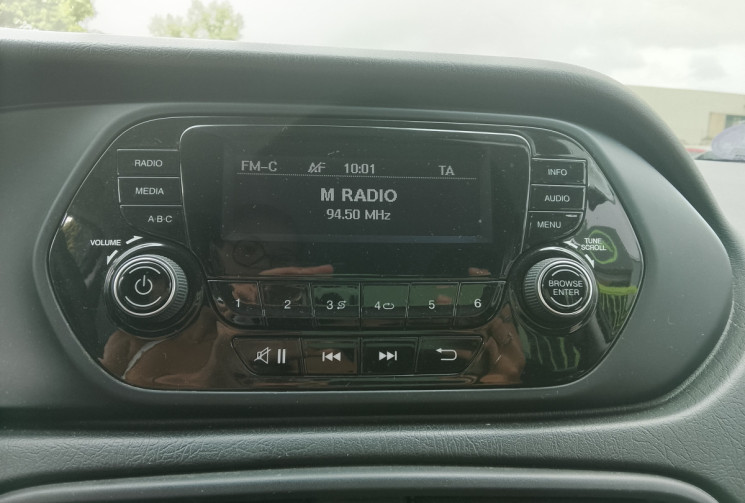 RADIO
MEDIA
A·B·C
VOLUME
FM-C AF 10:01 TA
M RADIO
94.50 MHz
INFO
AUDIO
MENU
TUNE
SCROLL
BROWSE
ENTER
1 2 3 4 5 6